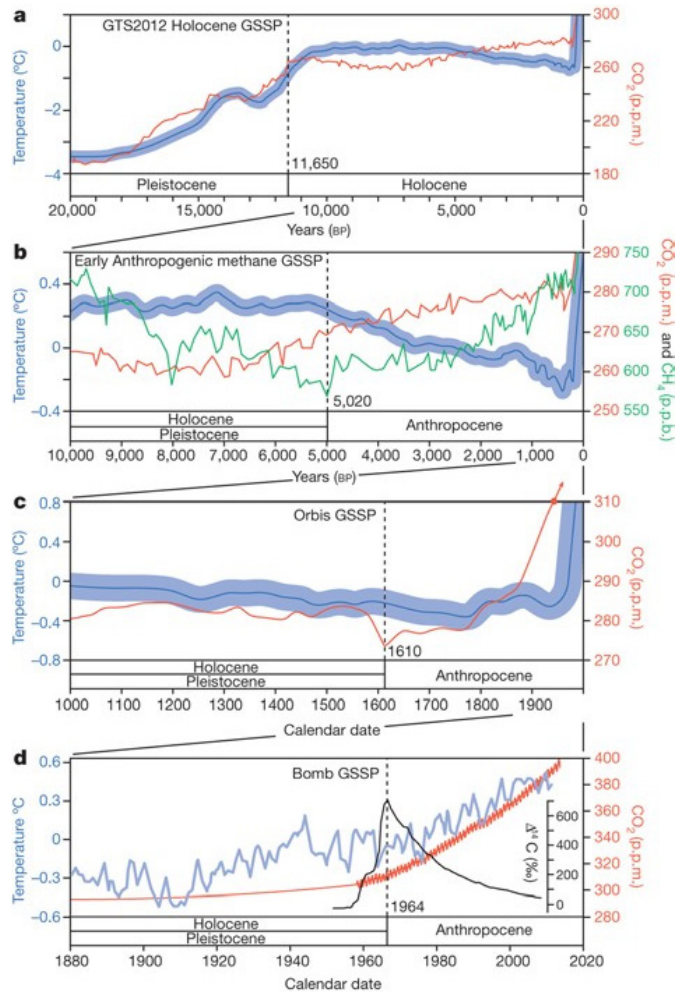 a
GTS2012 Holocene GSSP
Temperature (ºC)
0
−2
−4
CO2 (p.p.m.)
300
260
220
180
11,650
Pleistocene
Holocene
20,000
15,000
10,000
5,000
0
Years (BP)
b
Early Anthropogenic methane GSSP
Temperature (ºC)
0.4
0
−0.4
CO2 (p.p.m.) and CH4 (p.p.b.)
290
280
270
260
250
750
700
650
600
550
5,020
Holocene
Pleistocene
Anthropocene
10,000
9,000
8,000
7,000
6,000
5,000
4,000
3,000
2,000
1,000
0
Years (BP)
c
Orbis GSSP
Temperature (ºC)
0.8
0.4
0
−0.4
−0.8
CO2 (p.p.m.)
310
300
290
280
270
1610
Holocene
Pleistocene
Anthropocene
1000
1100
1200
1300
1400
1500
1600
1700
1800
1900
Calendar date
d
Bomb GSSP
Temperature ºC
0.6
0.3
0
−0.3
−0.6
CO2 (p.p.m.)
400
380
360
340
320
300
280
Δ14 C (‰)
600
400
200
0
1964
Holocene
Pleistocene
Anthropocene
1880
1900
1920
1940
1960
1980
2000
2020
Calendar date